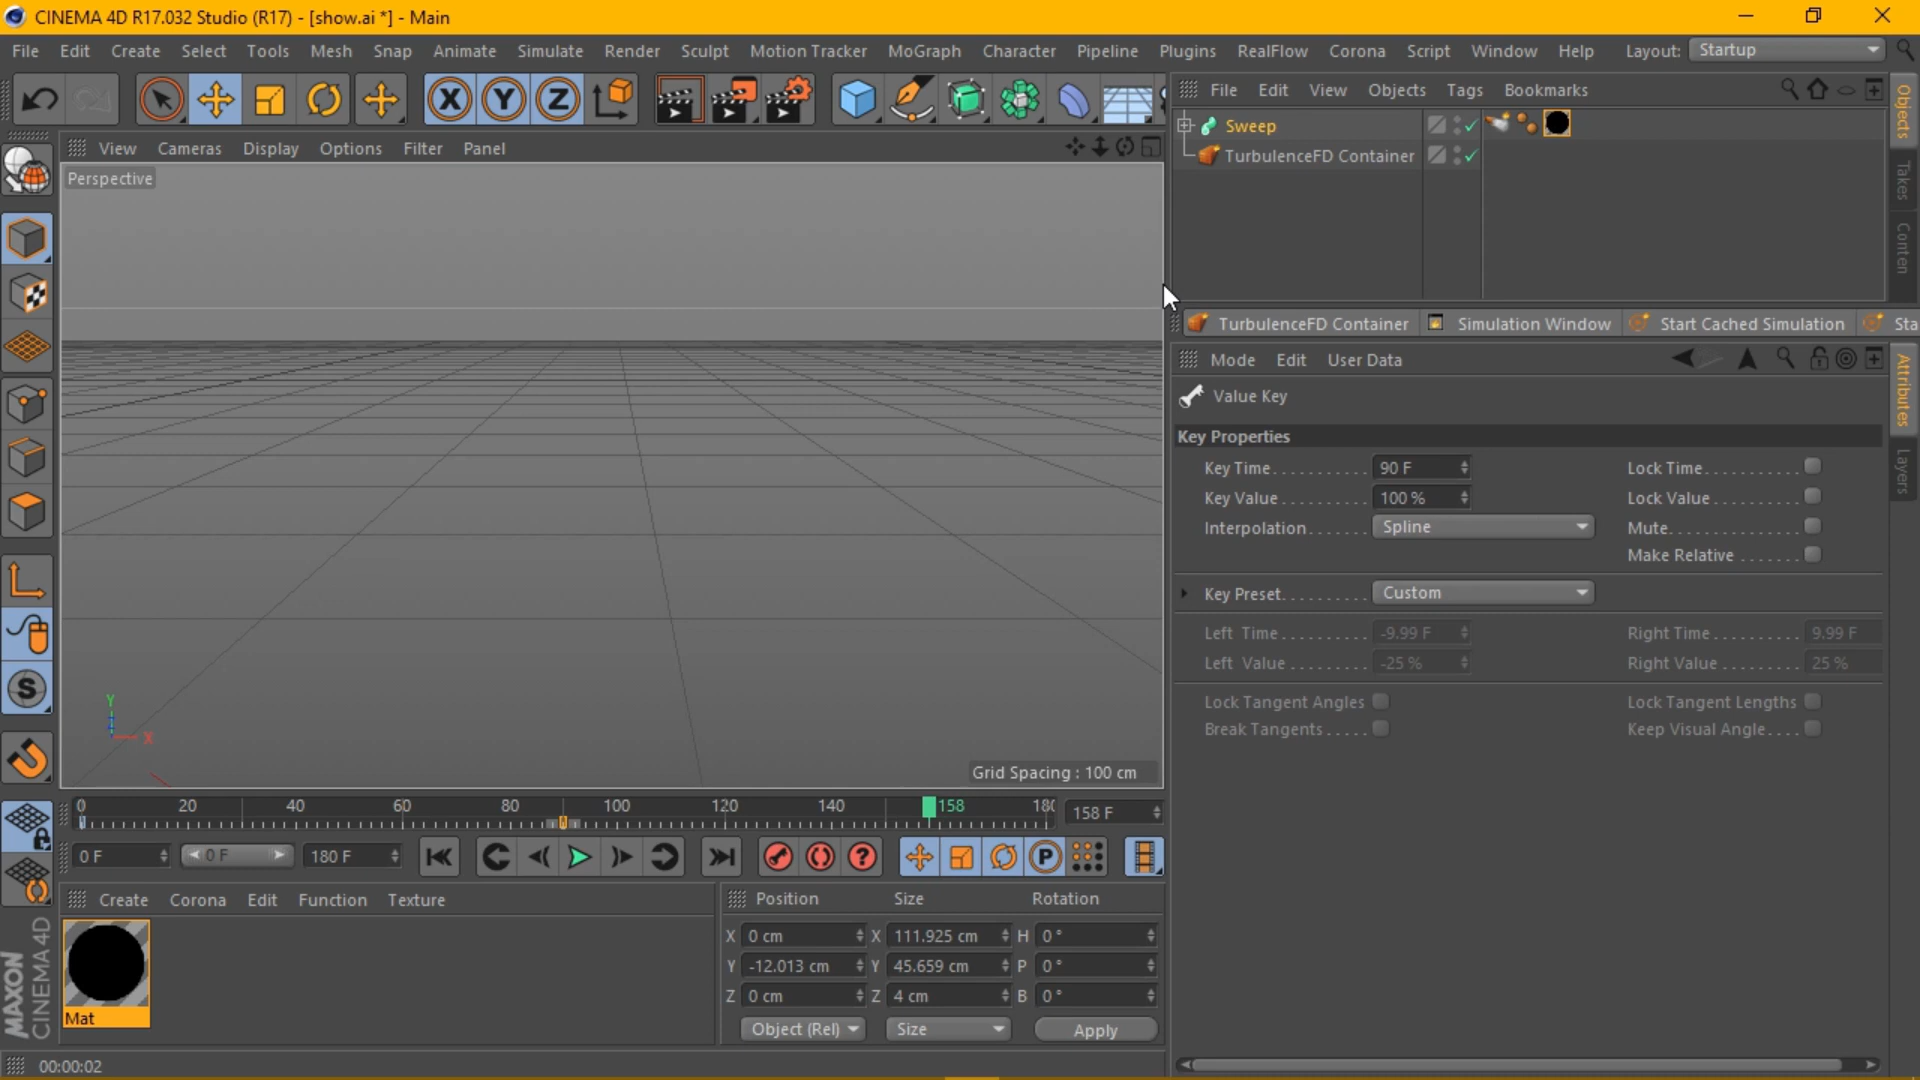 CINEMA 4D R17.032 Studio (R17) - [show.ai *] - Main
File Edit Create Select Tools Mesh Snap Animate Simulate Render Sculpt Motion Tracker MoGraph Character Pipeline Plugins RealFlow Corona Script Window Help Layout: Startup
X Y Z
File Edit View Objects Tags Bookmarks
Objects
Takes
Conten
Sweep
TurbulenceFD Container
View Cameras Display Options Filter Panel
Perspective
TurbulenceFD Container Simulation Window Start Cached Simulation Sta
Mode Edit User Data
Attributes
Layers
Value Key
Key Properties
Key Time 90 F Lock Time
Key Value 100 % Lock Value
Interpolation Spline Mute
Make Relative
Key Preset Custom
Left Time -9.99 F Right Time 9.99 F
Left Value -25 % Right Value 25 %
Lock Tangent Angles Lock Tangent Lengths
Break Tangents Keep Visual Angle
S
Y
X
Grid Spacing : 100 cm
0 20 40 60 80 100 120 140 158 180 158 F
0 F 0 F 180 F ? P
Create Corona Edit Function Texture
Mat
MAXON
CINEMA 4D
Position Size Rotation
X 0 cm X 111.925 cm H 0 °
Y -12.013 cm Y 45.659 cm P 0 °
Z 0 cm Z 4 cm B 0 °
Object (Rel) Size Apply
00:00:02